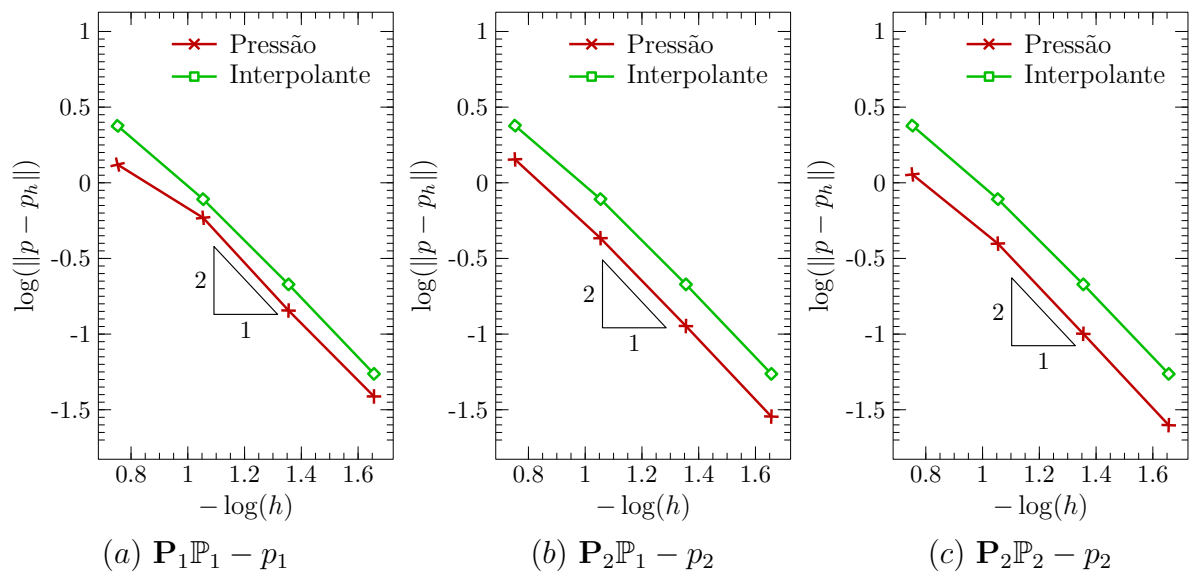 1
0.5
0
-0.5
-1
-1.5
log(‖p − p_h‖)
Pressão
Interpolante
2
1
0.8 1 1.2 1.4 1.6
− log(h)
(a) P₁ℙ₁ − p₁
1
0.5
0
-0.5
-1
-1.5
log(‖p − p_h‖)
Pressão
Interpolante
2
1
0.8 1 1.2 1.4 1.6
− log(h)
(b) P₂ℙ₁ − p₂
1
0.5
0
-0.5
-1
-1.5
log(‖p − p_h‖)
Pressão
Interpolante
2
1
0.8 1 1.2 1.4 1.6
− log(h)
(c) P₂ℙ₂ − p₂